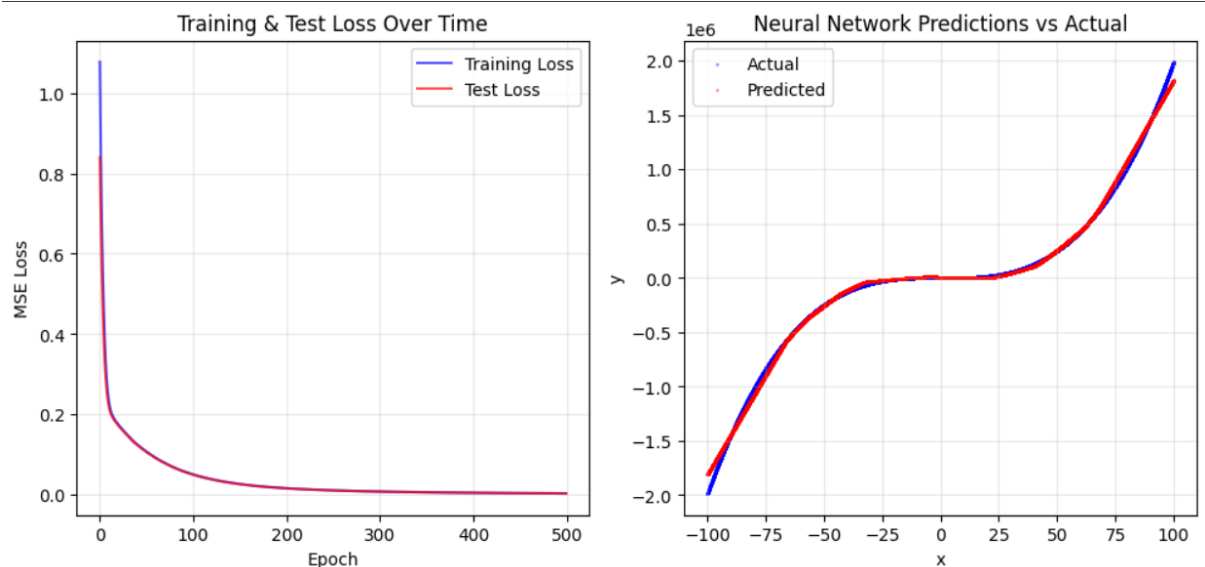 Training & Test Loss Over Time
Training Loss
Test Loss
MSE Loss
1.0
0.8
0.6
0.4
0.2
0.0
0
100
200
300
400
500
Epoch
Neural Network Predictions vs Actual
1e6
Actual
Predicted
y
2.0
1.5
1.0
0.5
0.0
−0.5
−1.0
−1.5
−2.0
−100
−75
−50
−25
0
25
50
75
100
x